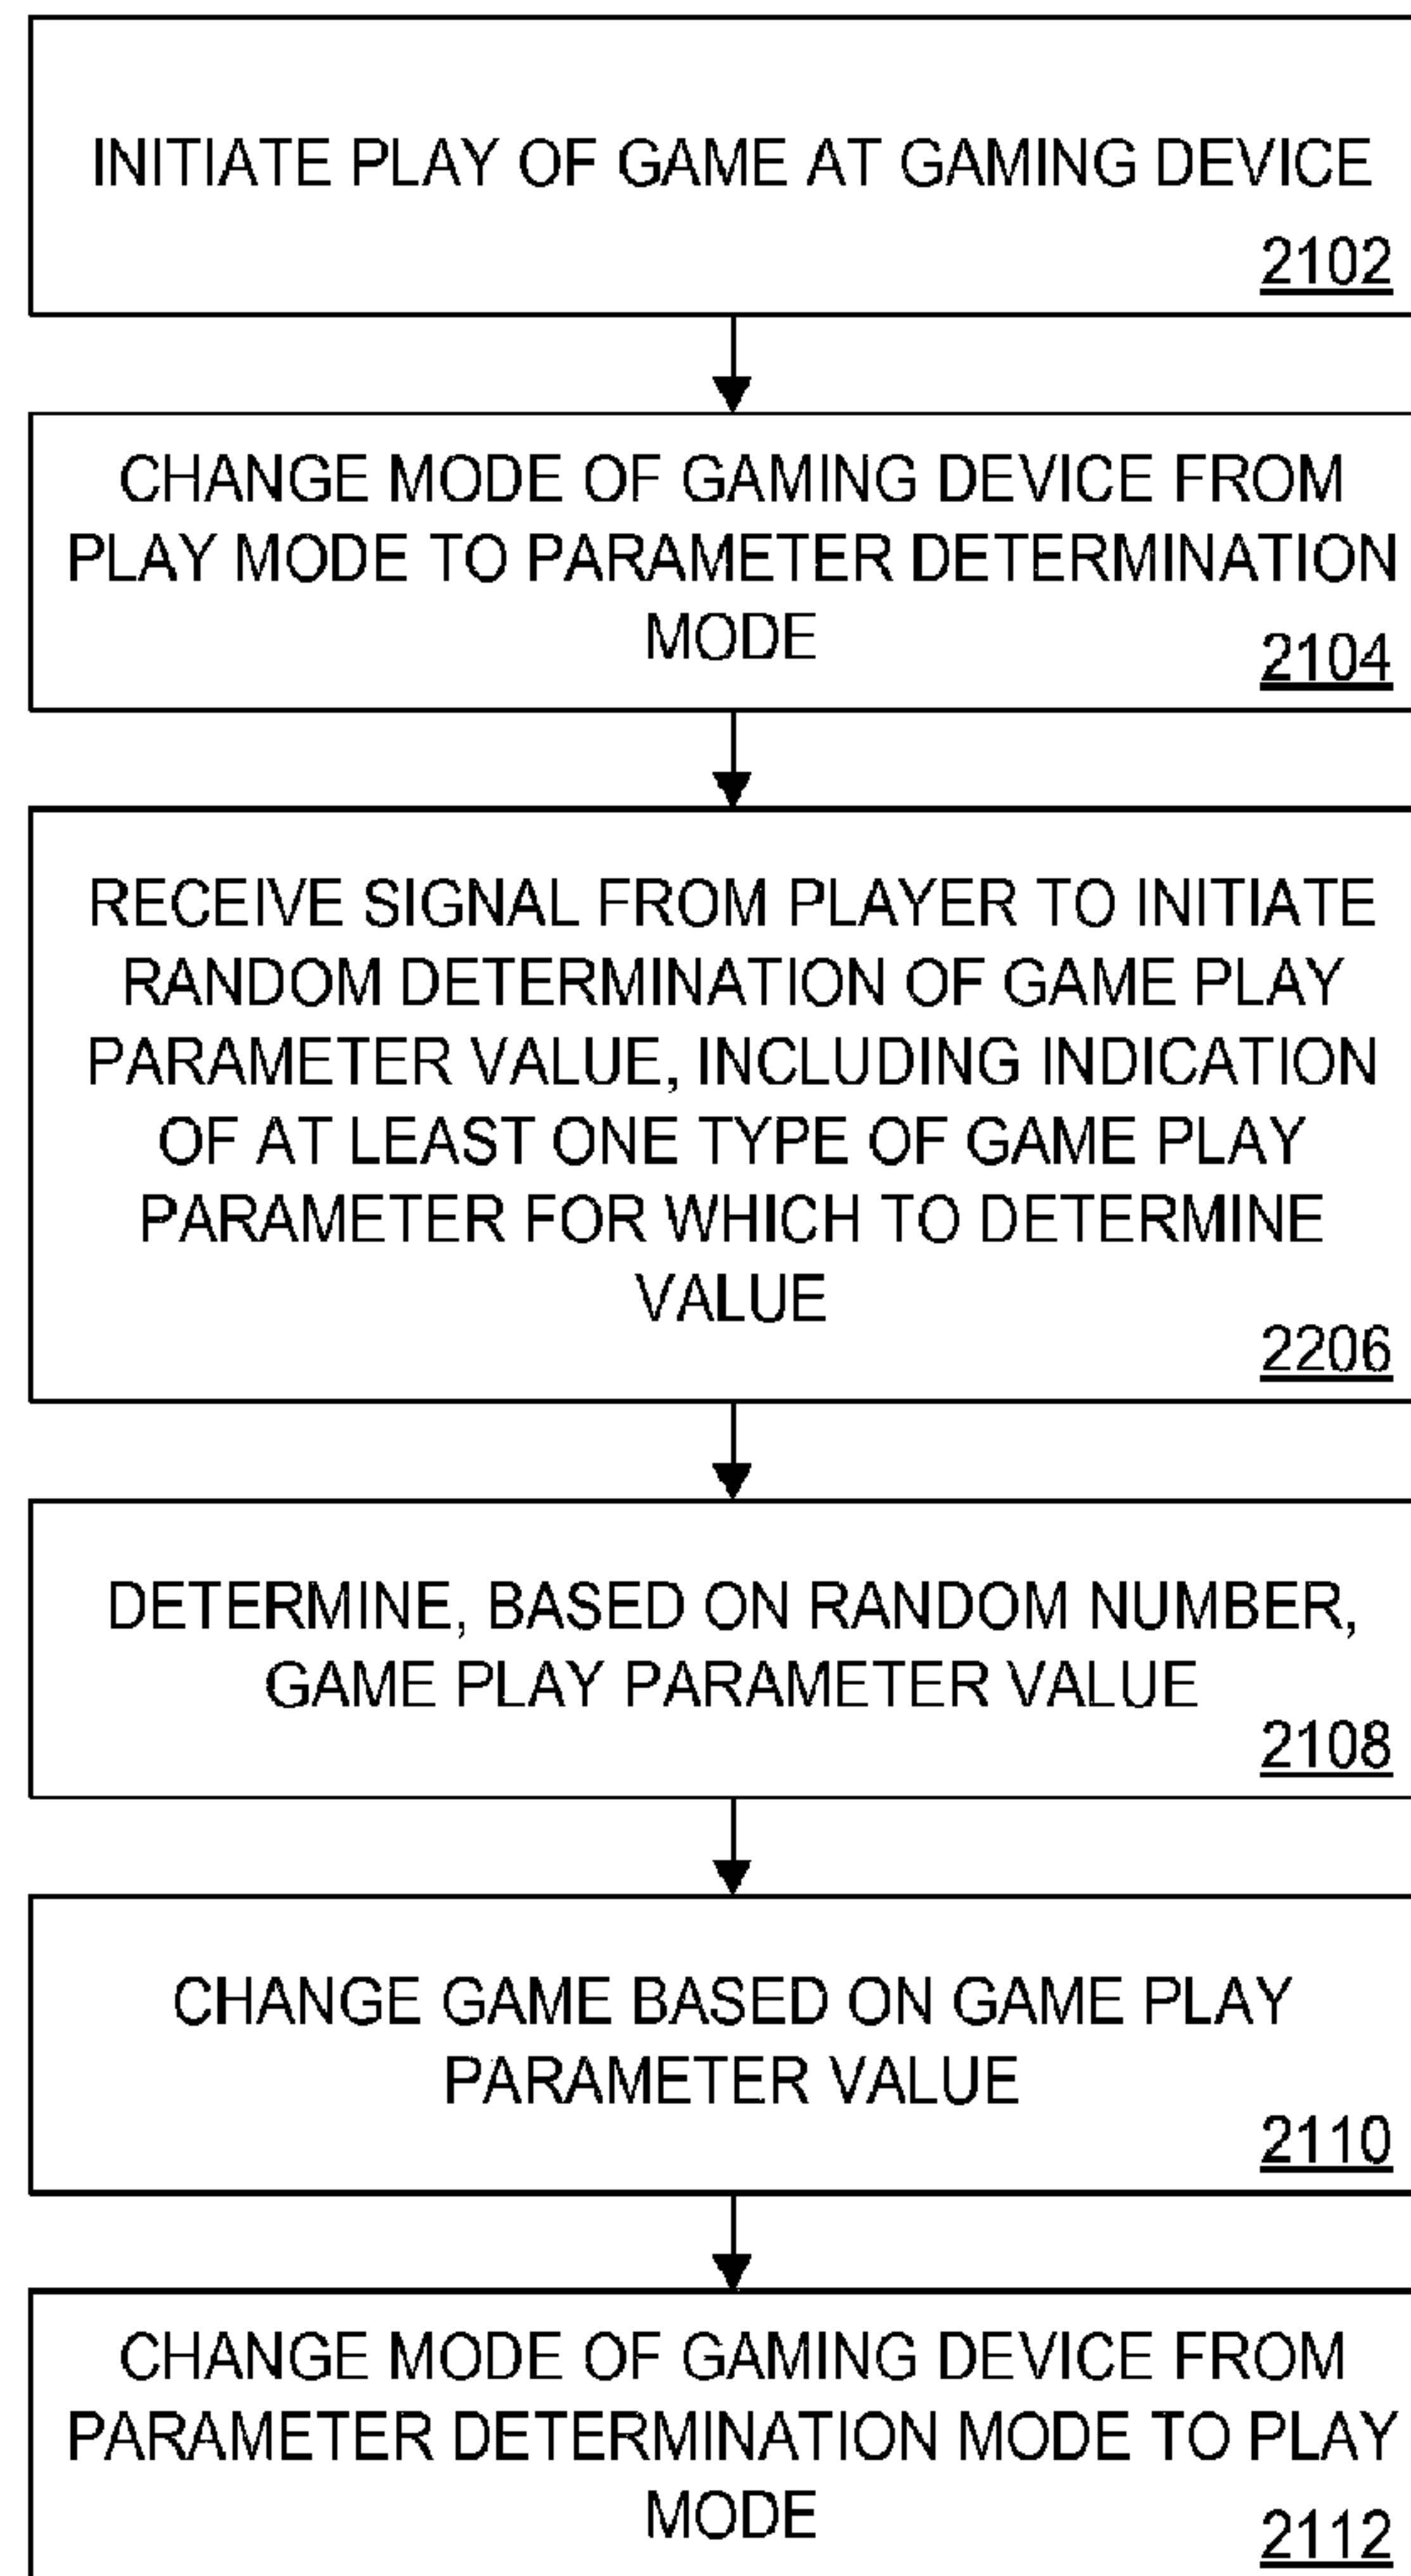 INITIATE PLAY OF GAME AT GAMING DEVICE
2102
CHANGE MODE OF GAMING DEVICE FROM
PLAY MODE TO PARAMETER DETERMINATION
MODE
2104
RECEIVE SIGNAL FROM PLAYER TO INITIATE
RANDOM DETERMINATION OF GAME PLAY
PARAMETER VALUE, INCLUDING INDICATION
OF AT LEAST ONE TYPE OF GAME PLAY
PARAMETER FOR WHICH TO DETERMINE
VALUE
2206
DETERMINE, BASED ON RANDOM NUMBER,
GAME PLAY PARAMETER VALUE
2108
CHANGE GAME BASED ON GAME PLAY
PARAMETER VALUE
2110
CHANGE MODE OF GAMING DEVICE FROM
PARAMETER DETERMINATION MODE TO PLAY
MODE
2112